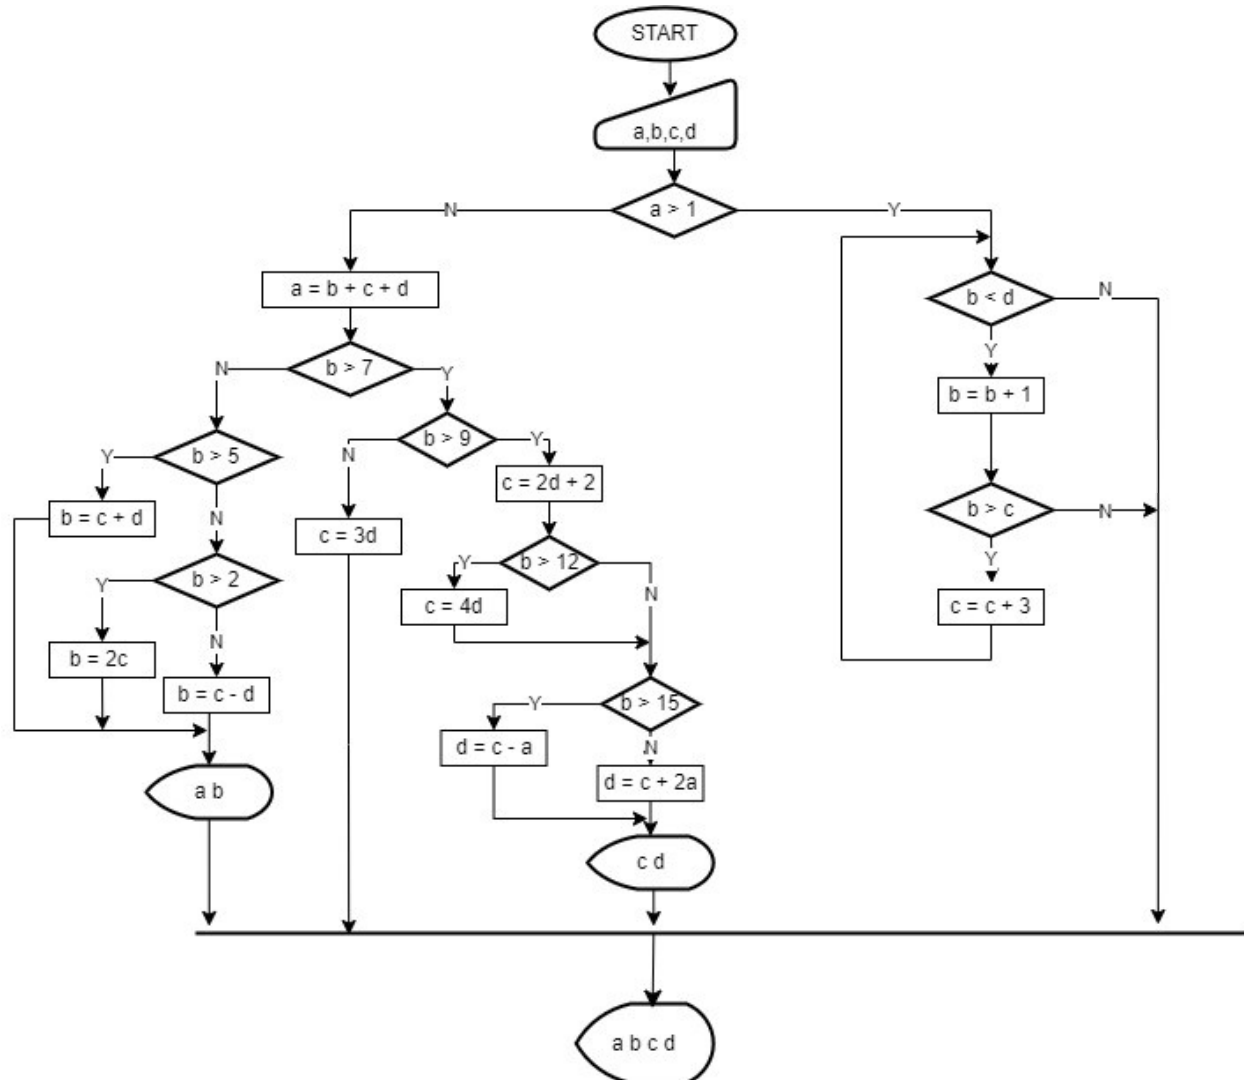 START
a,b,c,d
a > 1
N
Y
a = b + c + d
b < d
N
Y
b > 7
N
Y
b = b + 1
b > 9
N
Y
b > 5
Y
N
c = 2d + 2
b = c + d
c = 3d
b > c
N
Y
b > 12
Y
N
b > 2
Y
N
c = 4d
c = c + 3
b = 2c
b = c - d
b > 15
Y
N
d = c - a
d = c + 2a
a b
c d
a b c d